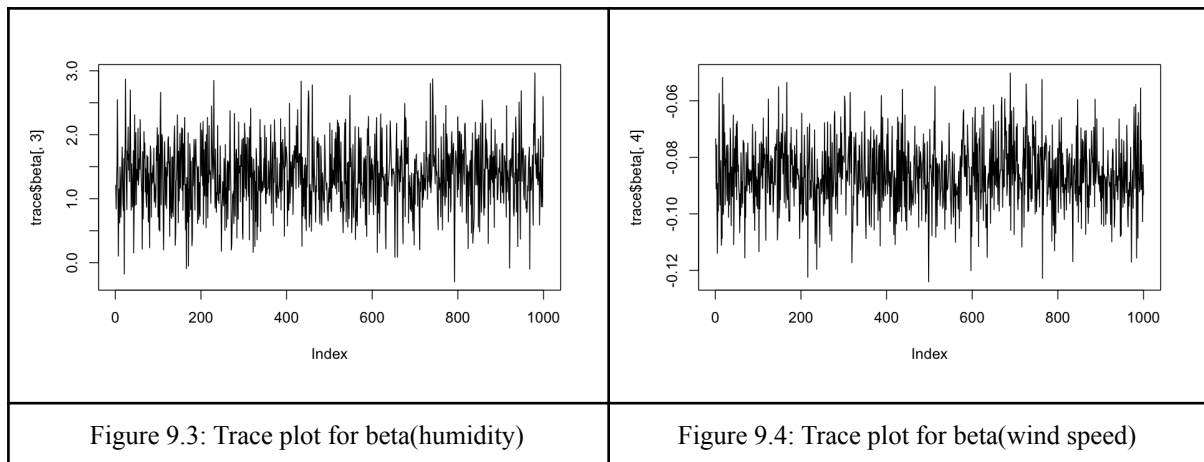 trace$beta[, 3]
3.0
2.0
1.0
0.0
0 200 400 600 800 1000
Index
trace$beta[, 4]
-0.06
-0.08
-0.10
-0.12
0 200 400 600 800 1000
Index
Figure 9.3: Trace plot for beta(humidity)
Figure 9.4: Trace plot for beta(wind speed)